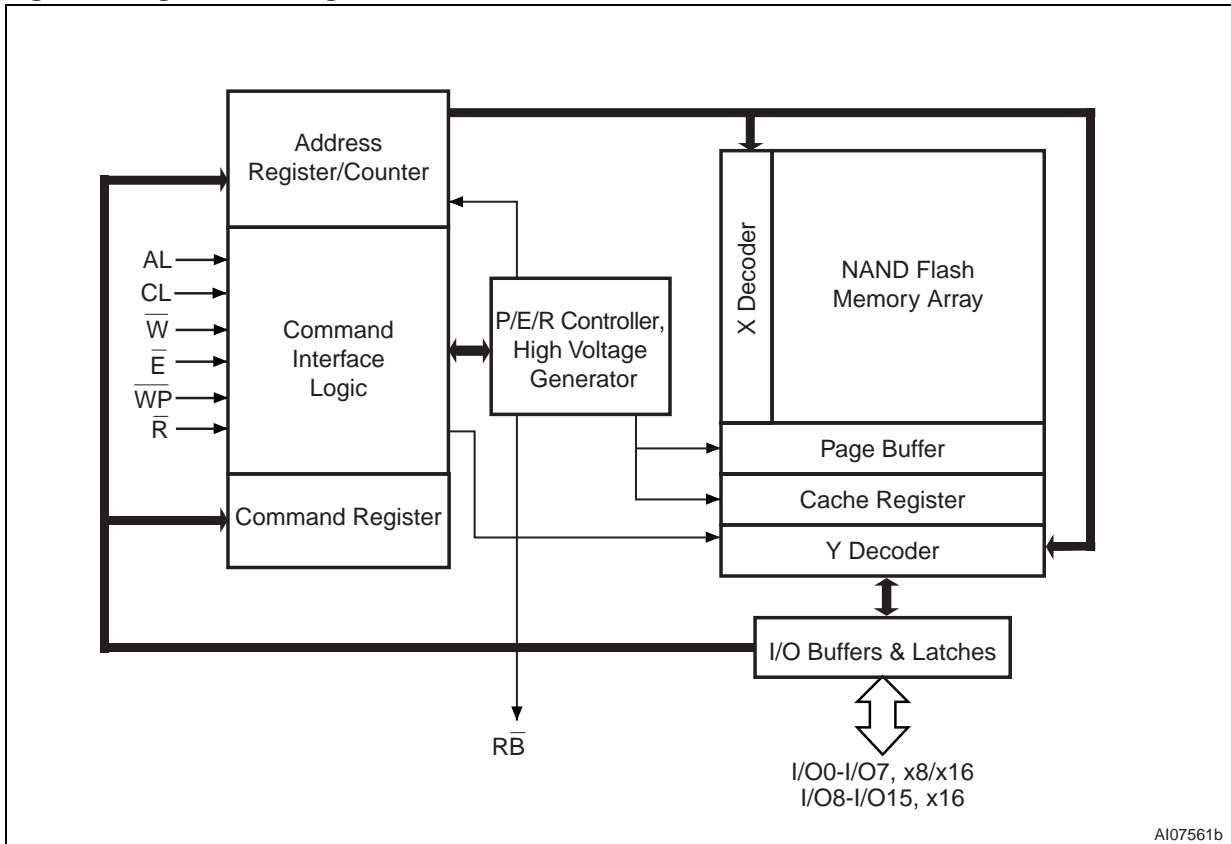 Address
Register/Counter
AL
CL
W̅
E̅
W̅P̅
R̅
Command
Interface
Logic
Command Register
P/E/R Controller,
High Voltage
Generator
RB̅
X Decoder
NAND Flash
Memory Array
Page Buffer
Cache Register
Y Decoder
I/O Buffers & Latches
I/O0-I/O7, x8/x16
I/O8-I/O15, x16
AI07561b